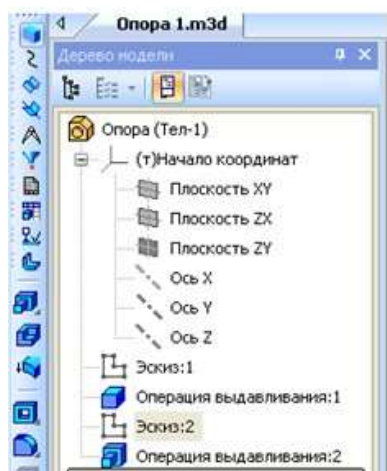 Опора 1.m3d
Дерево модели
Опора (Тел-1)
(т)Начало координат
Плоскость XY
Плоскость ZX
Плоскость ZY
Ось X
Ось Y
Ось Z
Эскиз:1
Операция выдавливания:1
Эскиз:2
Операция выдавливания:2